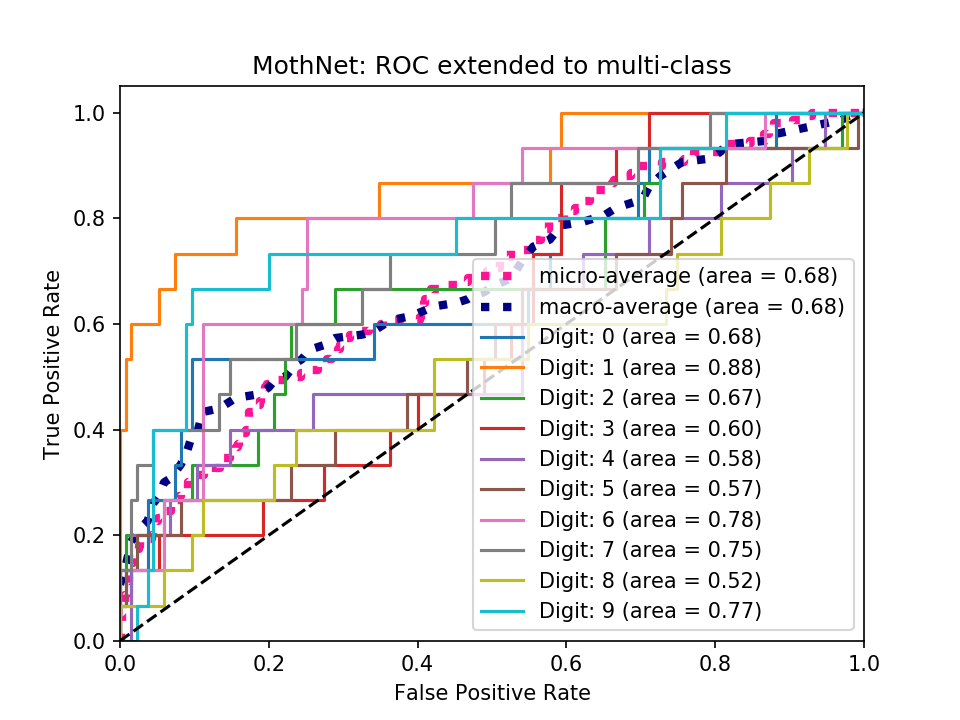 MothNet: ROC extended to multi-class
True Positive Rate
1.0
0.8
0.6
0.4
0.2
0.0
micro-average (area = 0.68)
macro-average (area = 0.68)
Digit: 0 (area = 0.68)
Digit: 1 (area = 0.88)
Digit: 2 (area = 0.67)
Digit: 3 (area = 0.60)
Digit: 4 (area = 0.58)
Digit: 5 (area = 0.57)
Digit: 6 (area = 0.78)
Digit: 7 (area = 0.75)
Digit: 8 (area = 0.52)
Digit: 9 (area = 0.77)
0.0 0.2 0.4 0.6 0.8 1.0
False Positive Rate